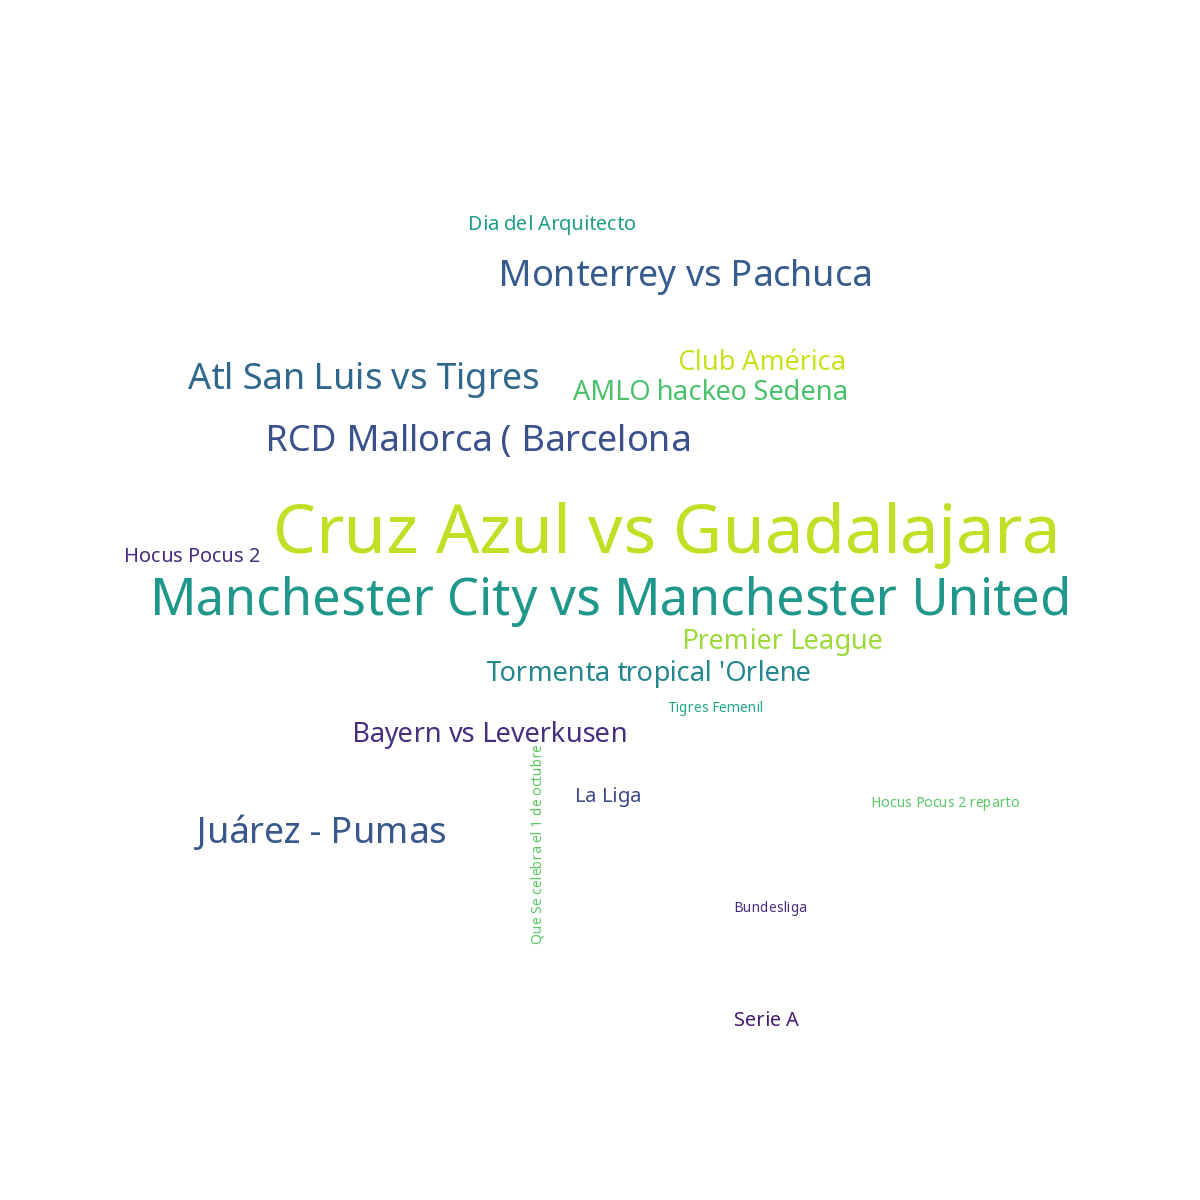 Dia del Arquitecto
Monterrey vs Pachuca
Club América
Atl San Luis vs Tigres
AMLO hackeo Sedena
RCD Mallorca ( Barcelona
Cruz Azul vs Guadalajara
Hocus Pocus 2
Manchester City vs Manchester United
Premier League
Tormenta tropical 'Orlene
Tigres Femenil
Bayern vs Leverkusen
Que Se celebra el 1 de octubre
La Liga
Hocus Pocus 2 reparto
Juárez - Pumas
Bundesliga
Serie A